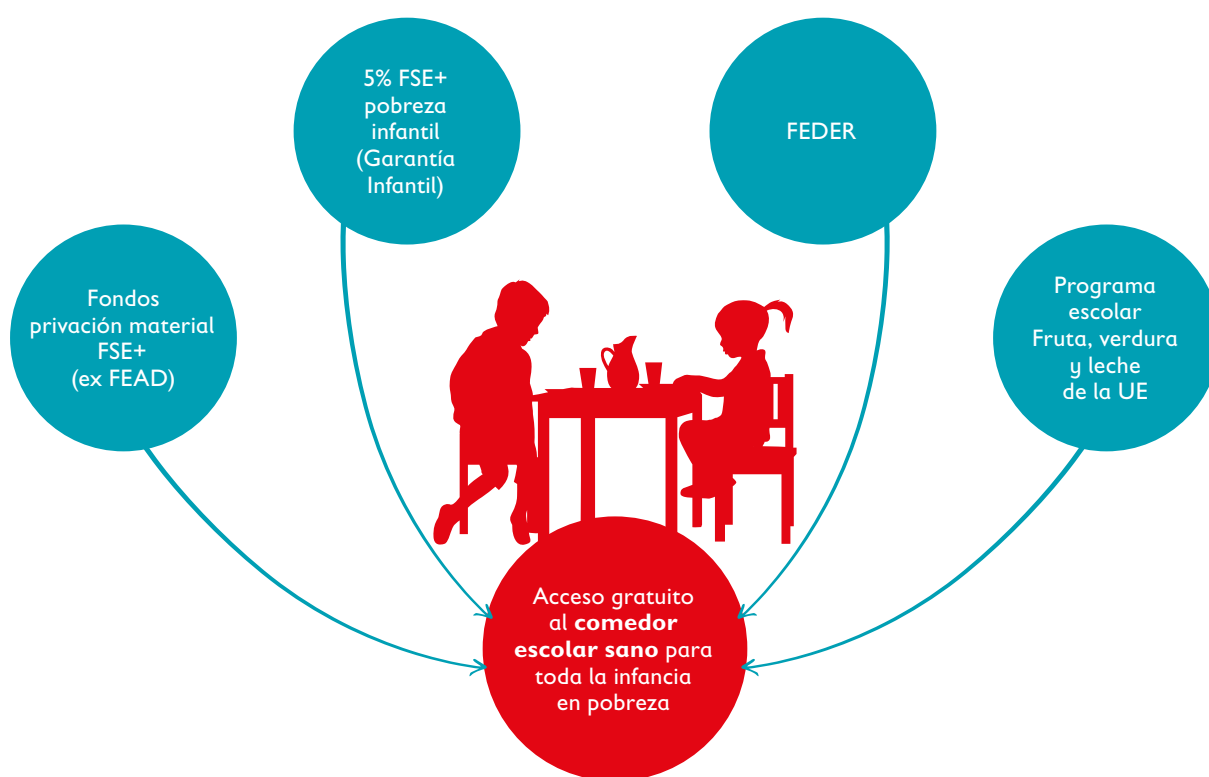 5% FSE+
pobreza
infantil
(Garantía
Infantil)
FEDER
Fondos
privación material
FSE+
(ex FEAD)
Programa
escolar
Fruta, verdura
y leche
de la UE
Acceso gratuito
al comedor
escolar sano para
toda la infancia
en pobreza